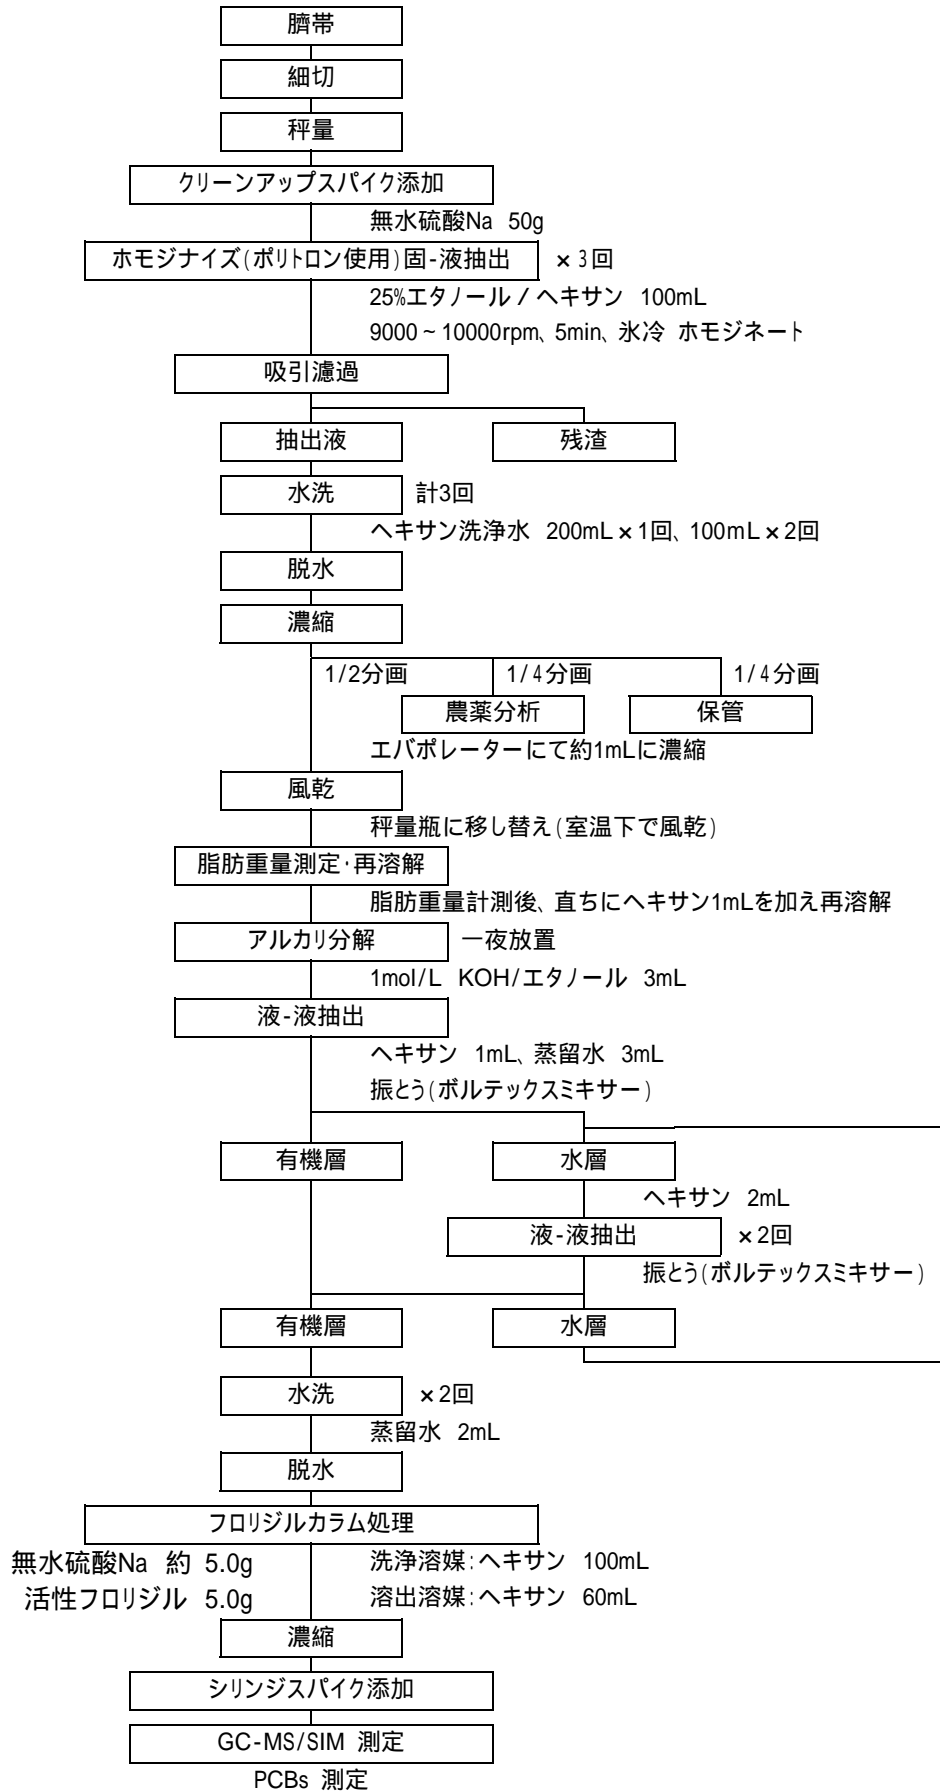 臍帯
細切
秤量
クリーンアップスパイク添加
無水硫酸Na 50g
ホモジナイズ(ポリトロン使用)固-液抽出 ×3回
25%エタノール / ヘキサン 100mL
9000~10000rpm、5min、氷冷 ホモジネート
吸引濾過
抽出液 残渣
水洗 計3回
ヘキサン洗浄水 200mL×1回、100mL×2回
脱水
濃縮
1/2分画 1/4分画 1/4分画
農薬分析 保管
エバポレーターにて約1mLに濃縮
風乾
秤量瓶に移し替え(室温下で風乾)
脂肪重量測定・再溶解
脂肪重量計測後、直ちにヘキサン1mLを加え再溶解
アルカリ分解 一夜放置
1mol/L KOH/エタノール 3mL
液-液抽出
ヘキサン 1mL、蒸留水 3mL
振とう(ボルテックスミキサー)
有機層 水層
ヘキサン 2mL
液-液抽出 ×2回
振とう(ボルテックスミキサー)
有機層 水層
水洗 ×2回
蒸留水 2mL
脱水
フロリジルカラム処理
無水硫酸Na 約 5.0g 洗浄溶媒:ヘキサン 100mL
活性フロリジル 5.0g 溶出溶媒:ヘキサン 60mL
濃縮
シリンジスパイク添加
GC-MS/SIM 測定
PCBs 測定